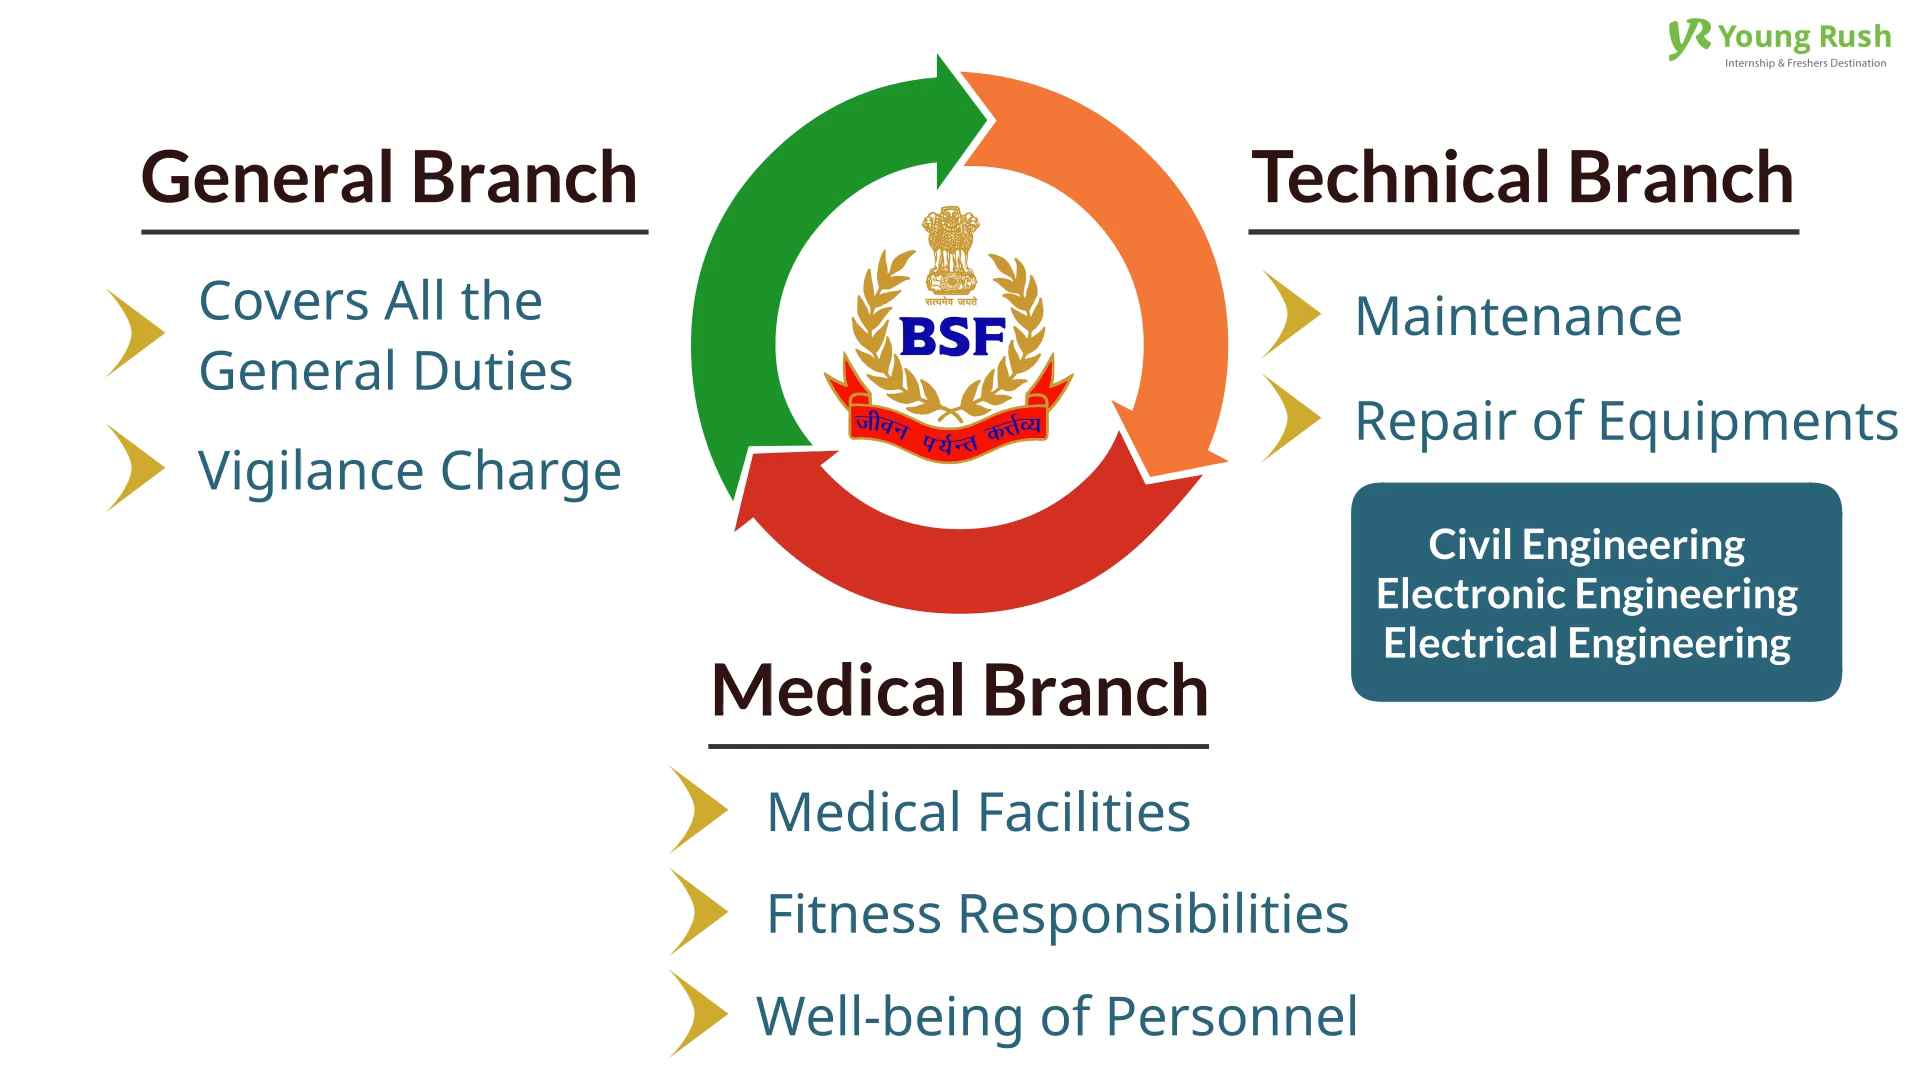 Young Rush
Internship & Freshers Destination
General Branch
Covers All the
General Duties
Vigilance Charge
सत्यमेव जयते
BSF
जीवन पर्यन्त कर्त्तव्य
Technical Branch
Maintenance
Repair of Equipments
Civil Engineering
Electronic Engineering
Electrical Engineering
Medical Branch
Medical Facilities
Fitness Responsibilities
Well-being of Personnel